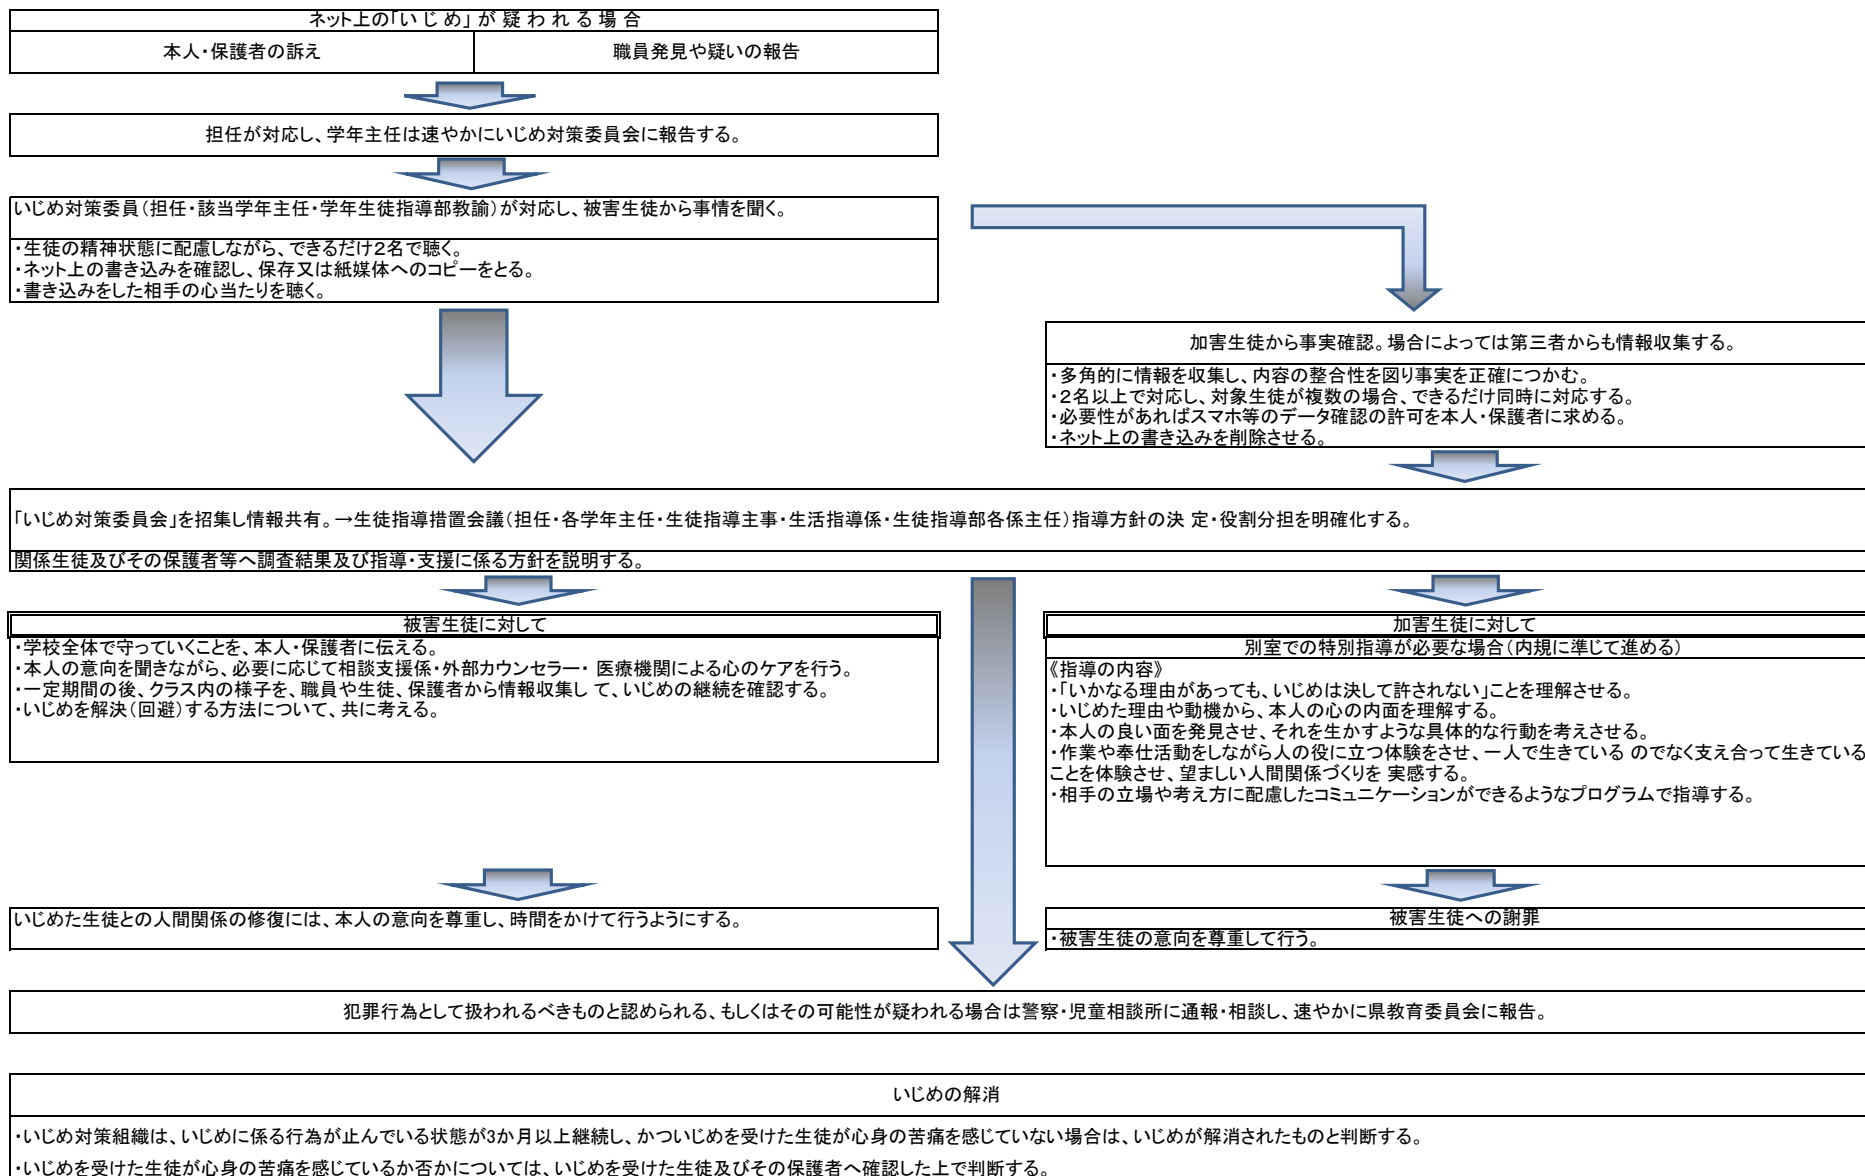 ネット上の「い じ め」 が 疑 わ れ る 場 合
本人・保護者の訴え
職員発見や疑いの報告
担任が対応し、学年主任は速やかにいじめ対策委員会に報告する。
いじめ対策委員（担任・該当学年主任・学年生徒指導部教諭）が対応し、被害生徒から事情を聞く。
・生徒の精神状態に配慮しながら、できるだけ2名で聴く。
・ネット上の書き込みを確認し、保存又は紙媒体へのコピーをとる。
・書き込みをした相手の心当たりを聴く。
加害生徒から事実確認。場合によっては第三者からも情報収集する。
・多角的に情報を収集し、内容の整合性を図り事実を正確につかむ。
・2名以上で対応し、対象生徒が複数の場合、できるだけ同時に対応する。
・必要性があればスマホ等のデータ確認の許可を本人・保護者に求める。
・ネット上の書き込みを削除させる。
「いじめ対策委員会」を招集し情報共有。→生徒指導措置会議（担任・各学年主任・生徒指導主事・生活指導係・生徒指導部各係主任）指導方針の決 定・役割分担を明確化する。
関係生徒及びその保護者等へ調査結果及び指導・支援に係る方針を説明する。
被害生徒に対して
・学校全体で守っていくことを、本人・保護者に伝える。
・本人の意向を聞きながら、必要に応じて相談支援係・外部カウンセラー・ 医療機関による心のケアを行う。
・一定期間の後、クラス内の様子を、職員や生徒、保護者から情報収集し て、いじめの継続を確認する。
・いじめを解決（回避）する方法について、共に考える。
加害生徒に対して
別室での特別指導が必要な場合（内規に準じて進める）
《指導の内容》
・「いかなる理由があっても、いじめは決して許されない」ことを理解させる。
・いじめた理由や動機から、本人の心の内面を理解する。
・本人の良い面を発見させ、それを生かすような具体的な行動を考えさせる。
・作業や奉仕活動をしながら人の役に立つ体験をさせ、一人で生きている のでなく支え合って生きている
ことを体験させ、望ましい人間関係づくりを 実感する。
・相手の立場や考え方に配慮したコミュニケーションができるようなプログラムで指導する。
いじめた生徒との人間関係の修復には、本人の意向を尊重し、時間をかけて行うようにする。
被害生徒への謝罪
・被害生徒の意向を尊重して行う。
犯罪行為として扱われるべきものと認められる、もしくはその可能性が疑われる場合は警察・児童相談所に通報・相談し、速やかに県教育委員会に報告。
いじめの解消
・いじめ対策組織は、いじめに係る行為が止んでいる状態が3か月以上継続し、かついじめを受けた生徒が心身の苦痛を感じていない場合は、いじめが解消されたものと判断する。
・いじめを受けた生徒が心身の苦痛を感じているか否かについては、いじめを受けた生徒及びその保護者へ確認した上で判断する。